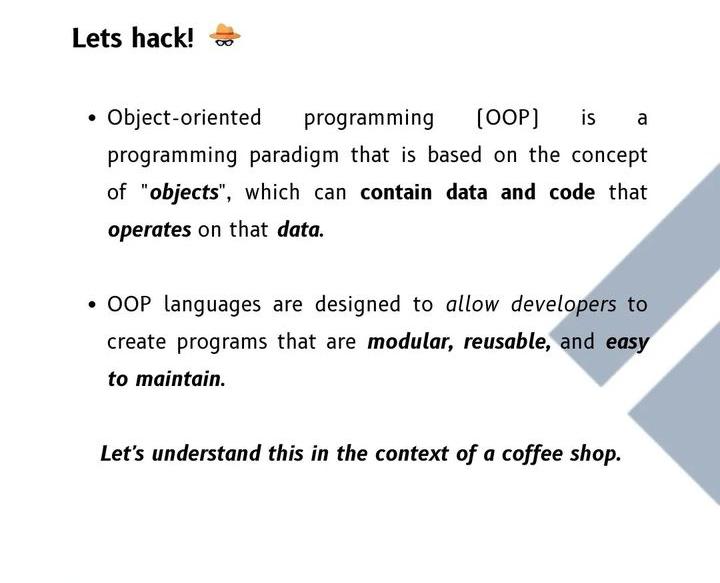 Lets hack!
• Object-oriented programming (OOP) is a
programming paradigm that is based on the concept
of "objects", which can contain data and code that
operates on that data.
• OOP languages are designed to allow developers to
create programs that are modular, reusable, and easy
to maintain.
Let's understand this in the context of a coffee shop.